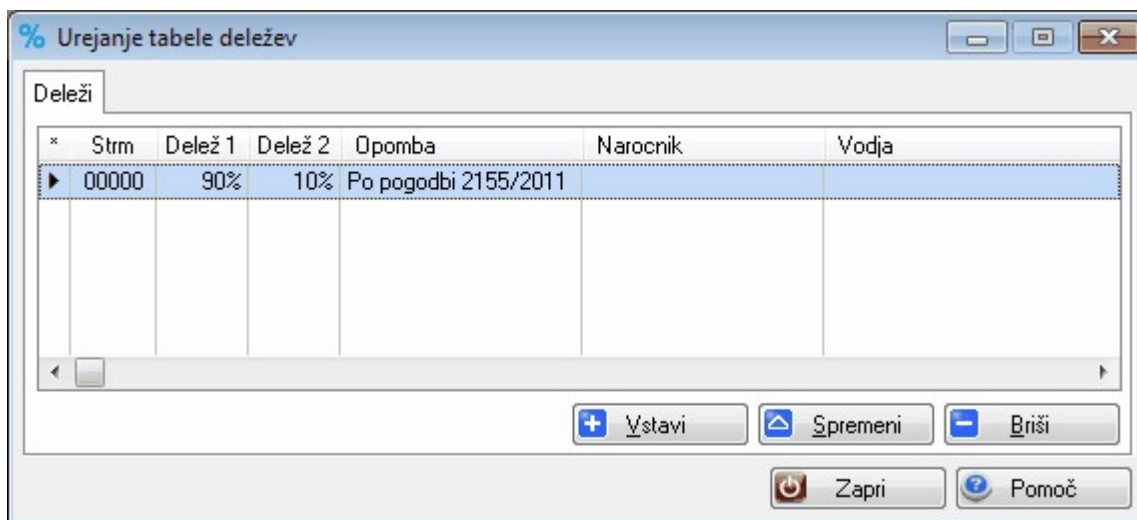 % Urejanje tabele deležev
Deleži
* Strm Delež 1 Delež 2 Opomba Narocnik Vodja
00000 90% 10% Po pogodbi 2155/2011
Vstavi Spremeni Briši
Zapri Pomoč